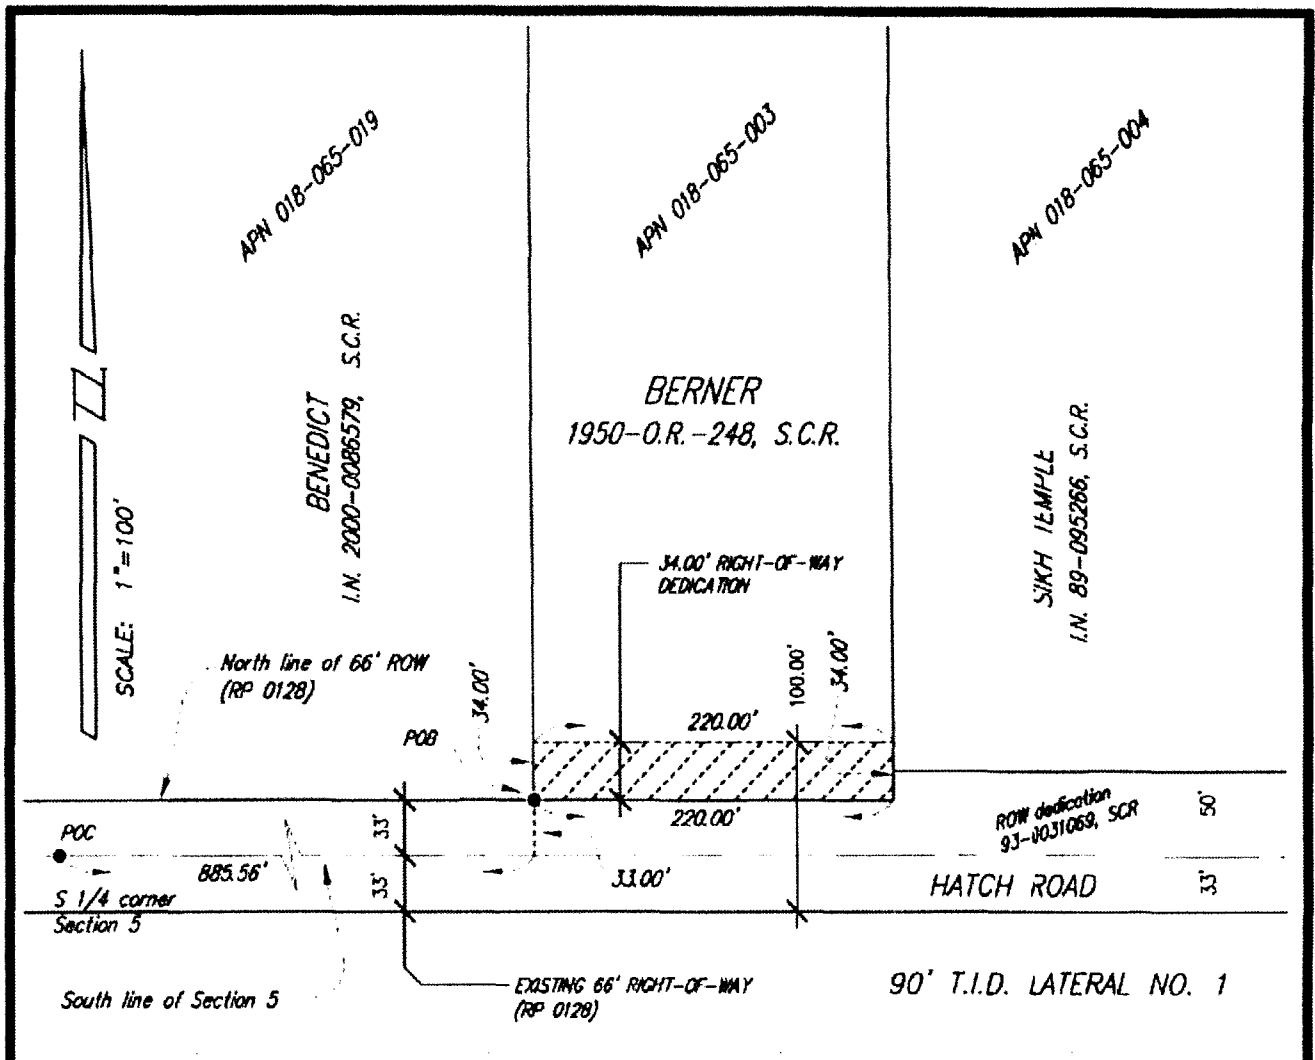 APN 018-065-019
APN 018-065-003
APN 018-065-004
BENEDICT
I.N. 2000-0086579, S.C.R.
BERNER
1950-O.R.-248, S.C.R.
SIKH TEMPLE
I.N. 89-095266, S.C.R.
SCALE: 1"=100'
Z
34.00' RIGHT-OF-WAY
DEDICATION
North line of 66' ROW
(RP 0128)
34.00'
POB
220.00'
100.00'
34.00'
220.00'
33'
33'
33.00'
POC
885.56'
S 1/4 corner
Section 5
ROW dedication
93-0031069, SCR
50'
HATCH ROAD
33'
South line of Section 5
EXISTING 66' RIGHT-OF-WAY
(RP 0128)
90' T.I.D. LATERAL NO. 1